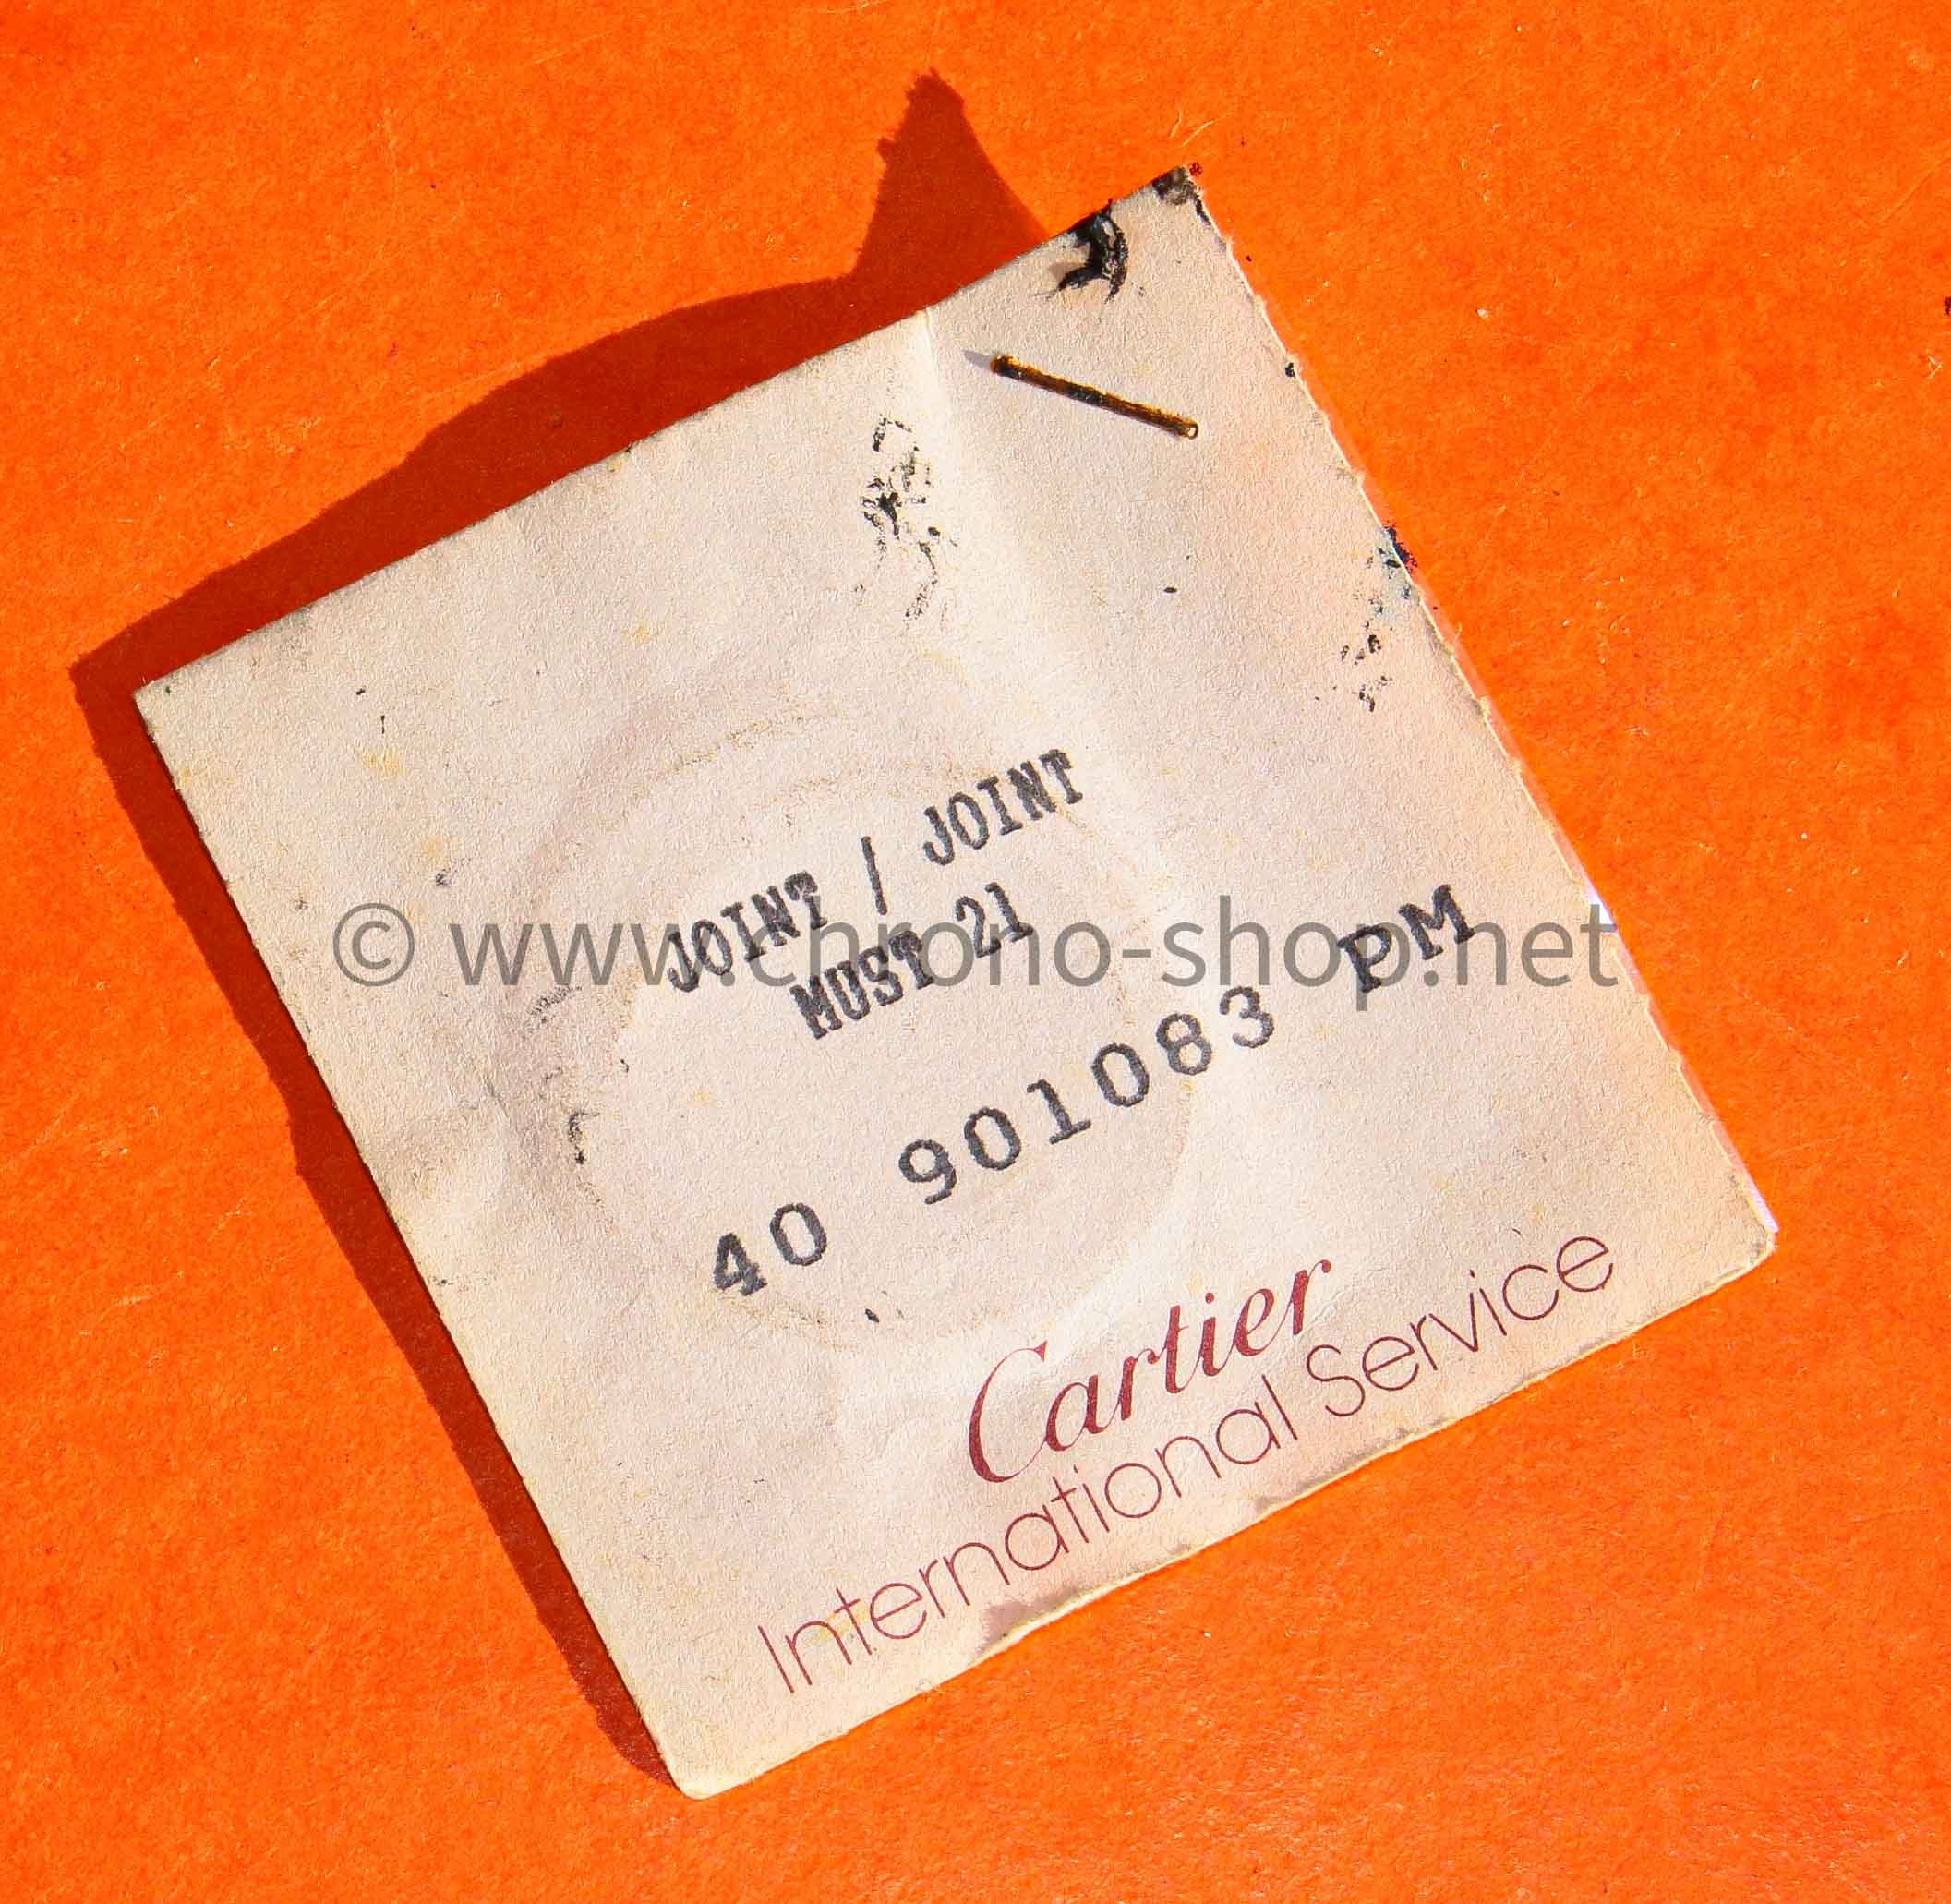 JOINT / JOINT
MUST 21
40 901083 PM
Cartier
International Service
© www.chrono-shop.net